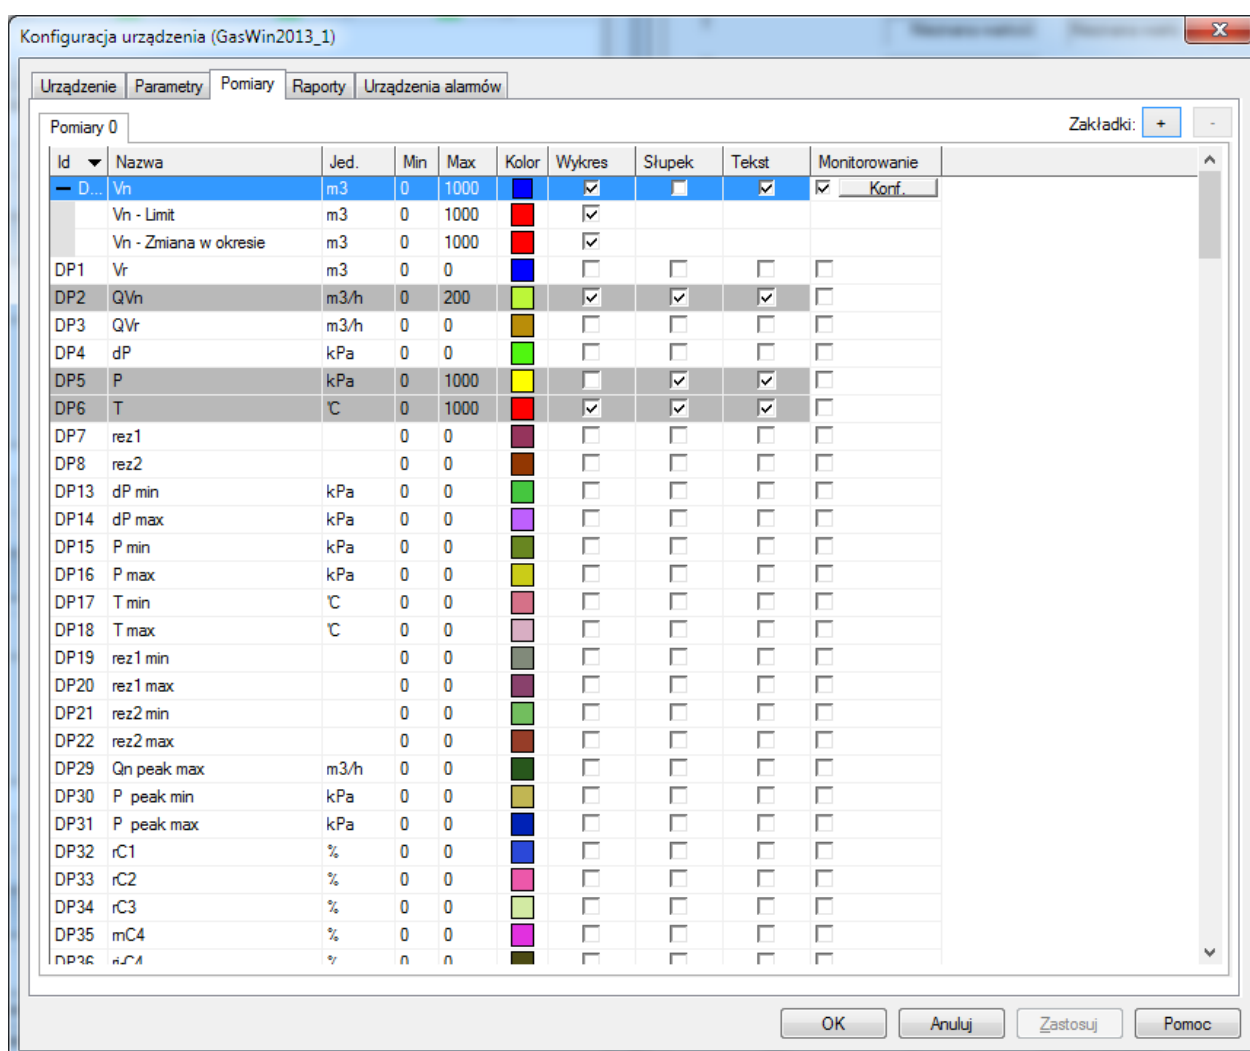 Konfiguracja urządzenia (GasWin2013_1)
Urządzenie Parametry Pomiary Raporty Urządzenia alarmów
Pomiary 0 Zakładki: + -
Id Nazwa Jed. Min Max Kolor Wykres Słupek Tekst Monitorowanie
D... Vn m3 0 1000 Konf.
Vn - Limit m3 0 1000
Vn - Zmiana w okresie m3 0 1000
DP1 Vr m3 0 0
DP2 QVn m3/h 0 200
DP3 QVr m3/h 0 0
DP4 dP kPa 0 0
DP5 P kPa 0 1000
DP6 T °C 0 1000
DP7 rez1 0 0
DP8 rez2 0 0
DP13 dP min kPa 0 0
DP14 dP max kPa 0 0
DP15 P min kPa 0 0
DP16 P max kPa 0 0
DP17 T min °C 0 0
DP18 T max °C 0 0
DP19 rez1 min 0 0
DP20 rez1 max 0 0
DP21 rez2 min 0 0
DP22 rez2 max 0 0
DP29 Qn peak max m3/h 0 0
DP30 P peak min kPa 0 0
DP31 P peak max kPa 0 0
DP32 rC1 % 0 0
DP33 rC2 % 0 0
DP34 rC3 % 0 0
DP35 mC4 % 0 0
DP36 % 0 0
OK Anuluj Zastosuj Pomoc